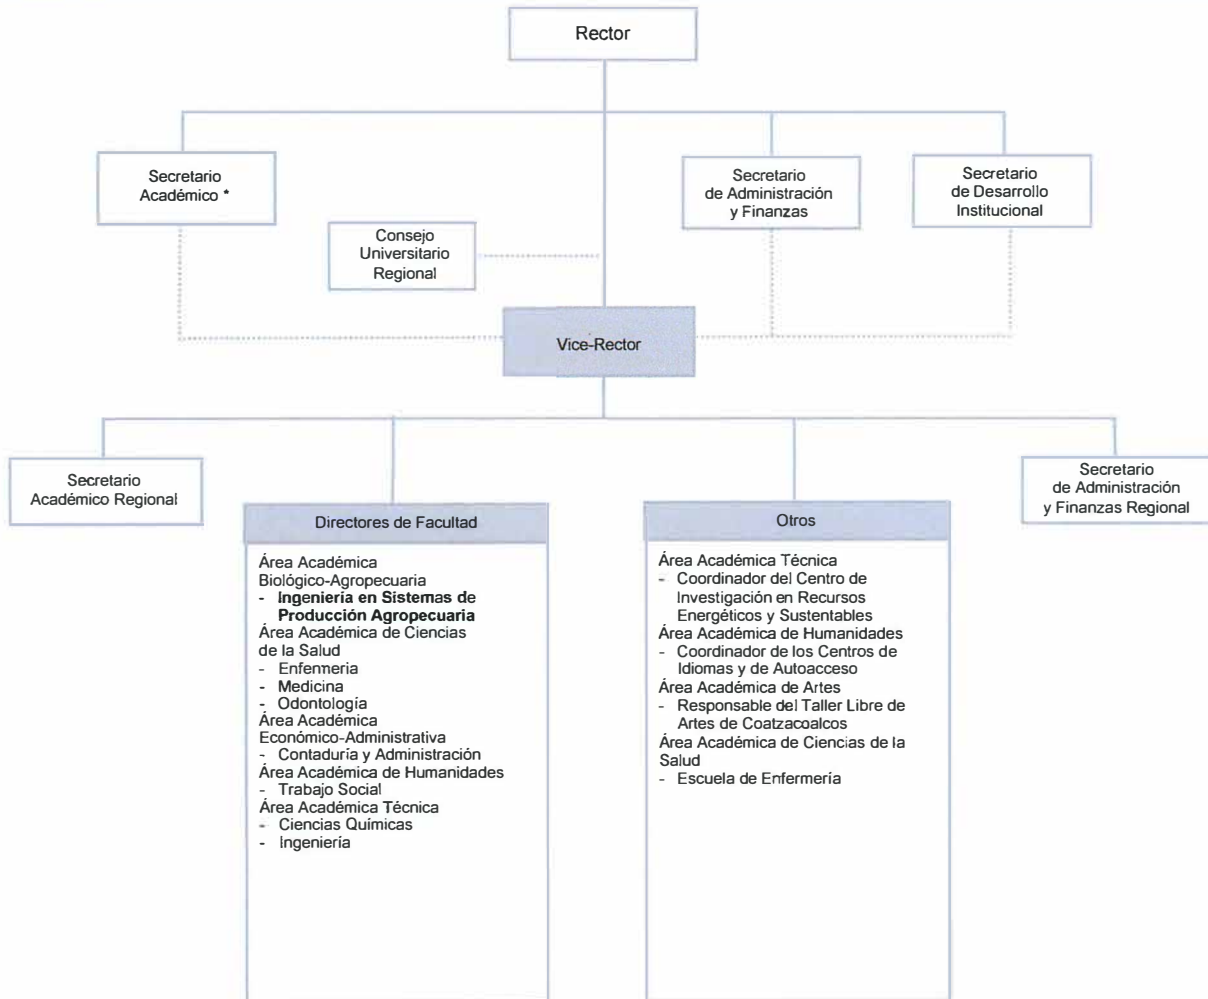 Rector
Secretario
Académico *
Secretario
de Administración
y Finanzas
Secretario
de Desarrollo
Institucional
Consejo
Universitario
Regional
Vice-Rector
Secretario
Académico Regional
Secretario
de Administración
y Finanzas Regional
Directores de Facultad
Área Académica
Biológico-Agropecuaria
- Ingeniería en Sistemas de
Producción Agropecuaria
Área Académica de Ciencias
de la Salud
- Enfermeria
- Medicina
- Odontología
Área Académica
Económico-Administrativa
- Contaduría y Administración
Área Académica de Humanidades
- Trabajo Social
Área Académica Técnica
- Ciencias Químicas
- Ingeniería
Otros
Área Académica Técnica
- Coordinador del Centro de
Investigación en Recursos
Energéticos y Sustentables
Área Académica de Humanidades
- Coordinador de los Centros de
Idiomas y de Autoacceso
Área Académica de Artes
- Responsable del Taller Libre de
Artes de Coatzacoalcos
Área Académica de Ciencias de la
Salud
- Escuela de Enfermería